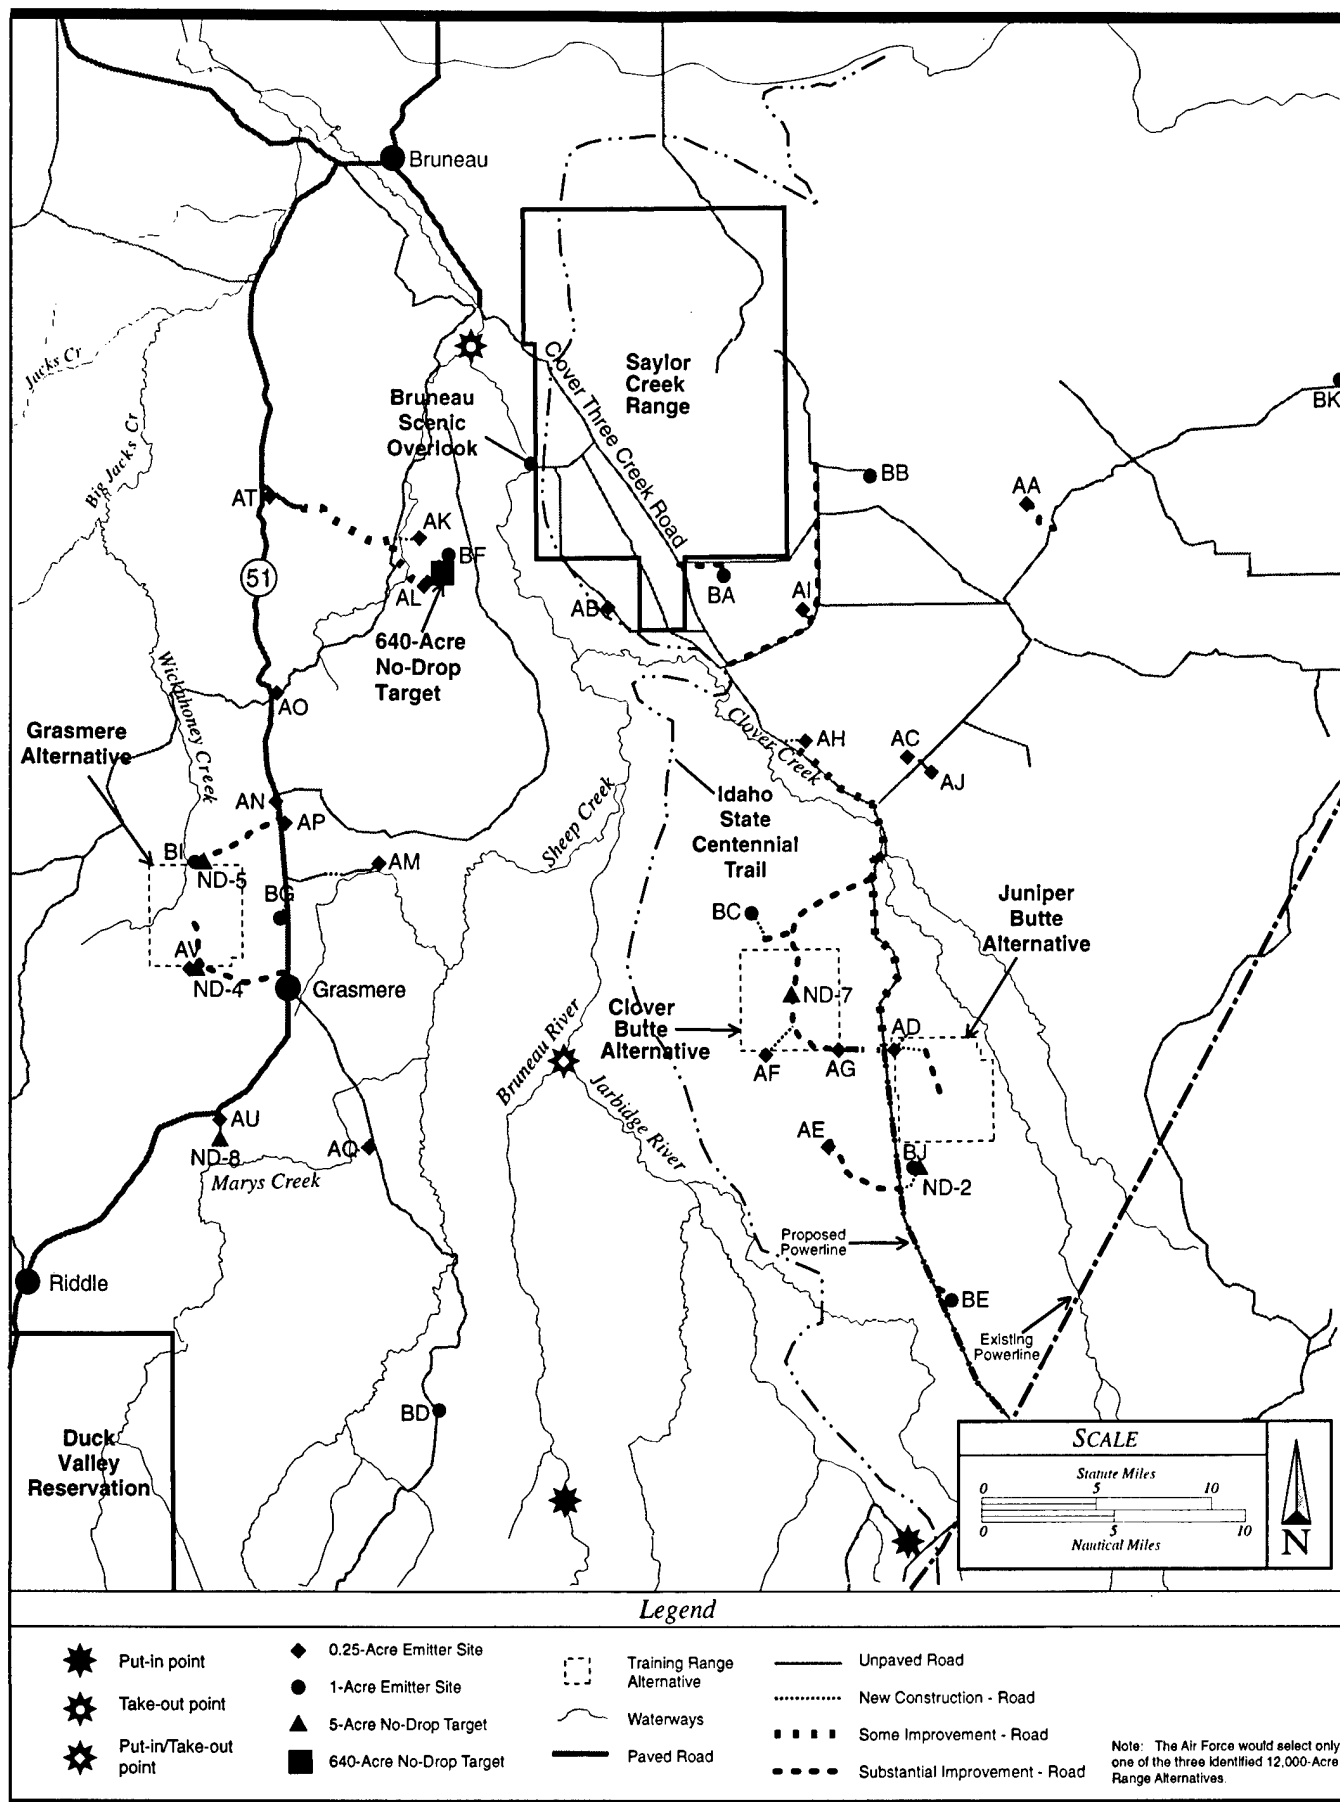 Bruneau
Jacks Cr
Big Jacks Cr
Bruneau
Scenic
Overlook
Clover Three Creek Road
Saylor
Creek
Range
BK
AT
AK
BF
AL
51
BB
AA
BA
AI
AB
640-Acre
No-Drop
Target
Wickahoney Creek
AO
Grasmere
Alternative
Clover Creek
AH
AC
AJ
AN
AP
Sheep Creek
Idaho
State
Centennial
Trail
BI
ND-5
AM
BG
BC
Juniper
Butte
Alternative
AV
ND-4
Grasmere
ND-7
Clover
Butte
Alternative
AD
Bruneau River
AF
AG
Jarbidge River
AU
ND-8
AQ
Marys Creek
AE
BJ
ND-2
Proposed
Powerline
Riddle
BE
Existing
Powerline
BD
Duck
Valley
Reservation
SCALE
Statute Miles
0 5 10
0 5 10
Nautical Miles
N
Legend
Put-in point
Take-out point
Put-in/Take-out
point
0.25-Acre Emitter Site
1-Acre Emitter Site
5-Acre No-Drop Target
640-Acre No-Drop Target
Training Range
Alternative
Waterways
Paved Road
Unpaved Road
New Construction - Road
Some Improvement - Road
Substantial Improvement - Road
Note: The Air Force would select only
one of the three identified 12,000-Acre
Range Alternatives.